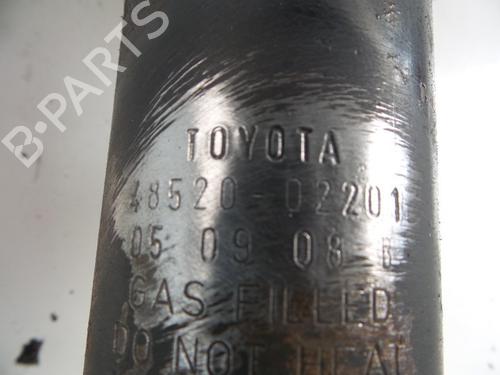 B-PARTS
TOYOTA
48520-02201
05 09 08 B
GAS FILLED
DO NOT HEAT